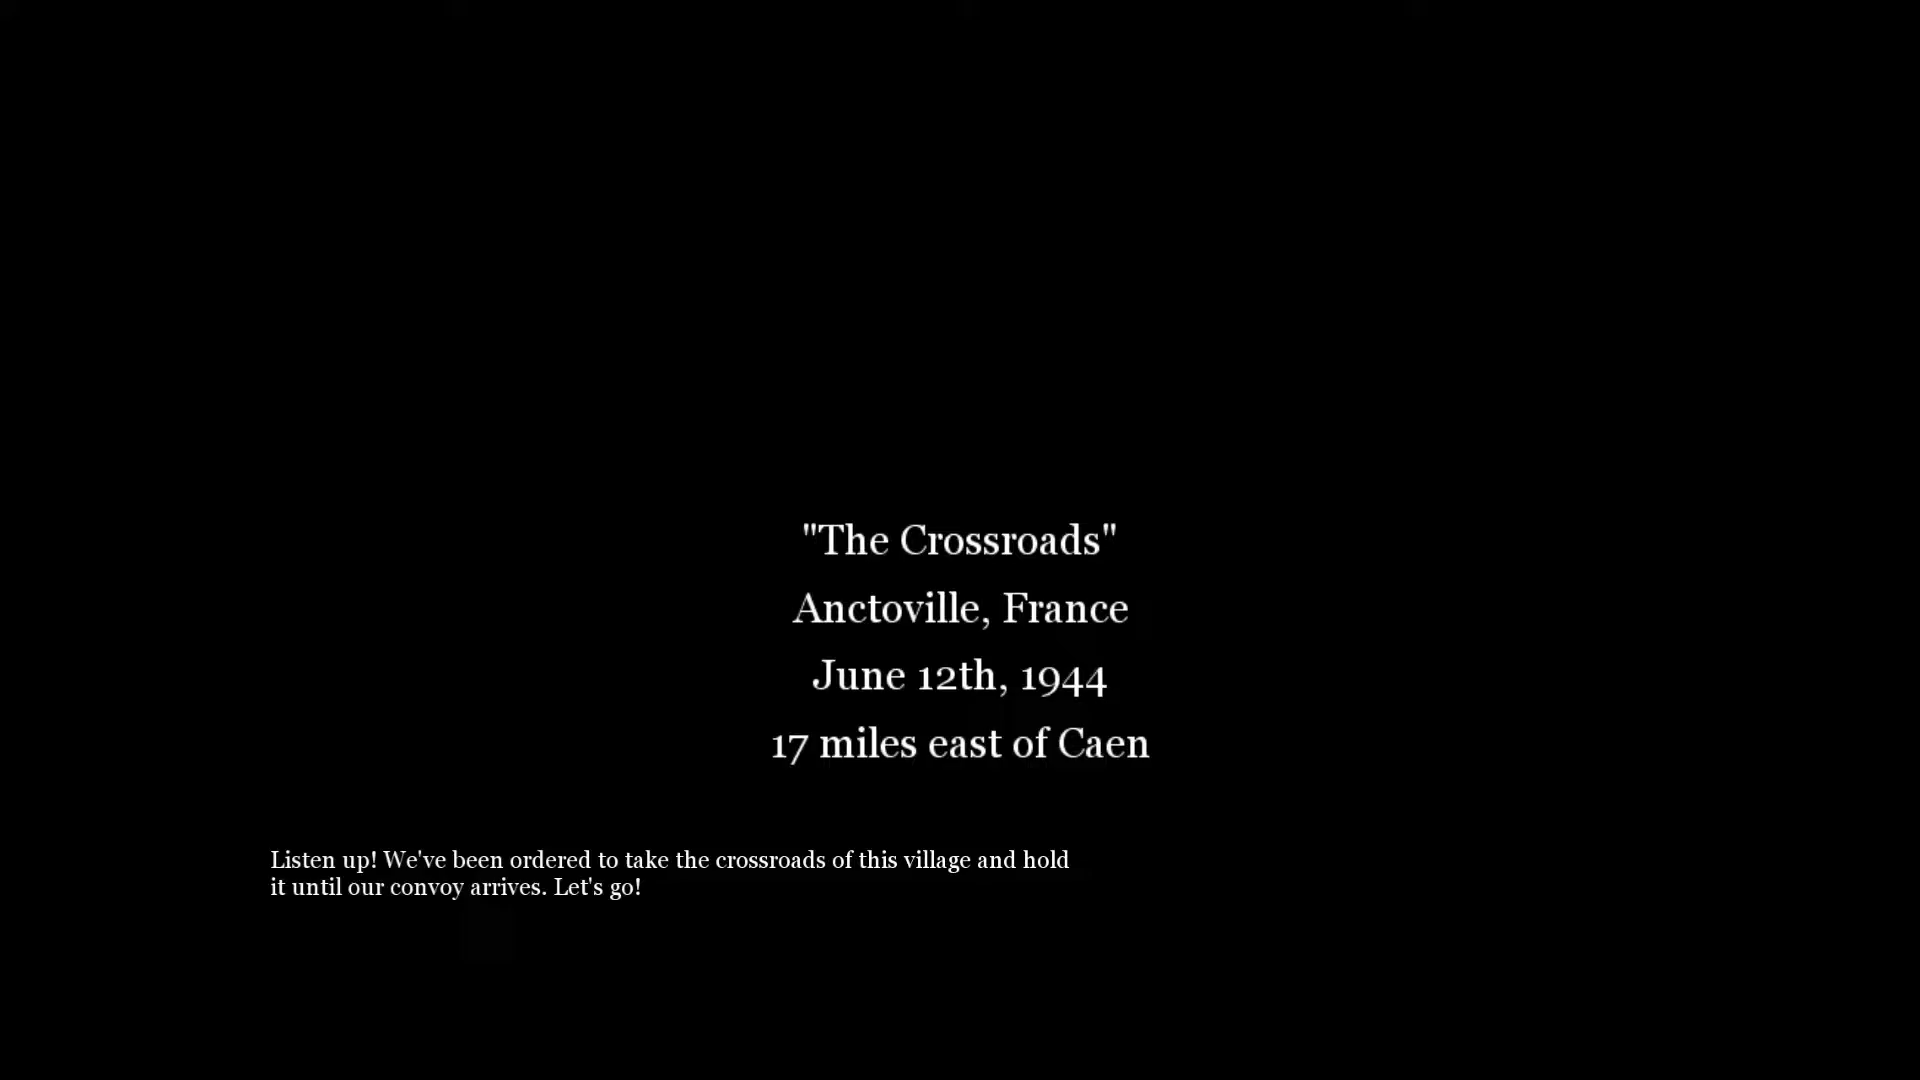 "The Crossroads"
Anctoville, France
June 12th, 1944
17 miles east of Caen
Listen up! We've been ordered to take the crossroads of this village and hold
it until our convoy arrives. Let's go!